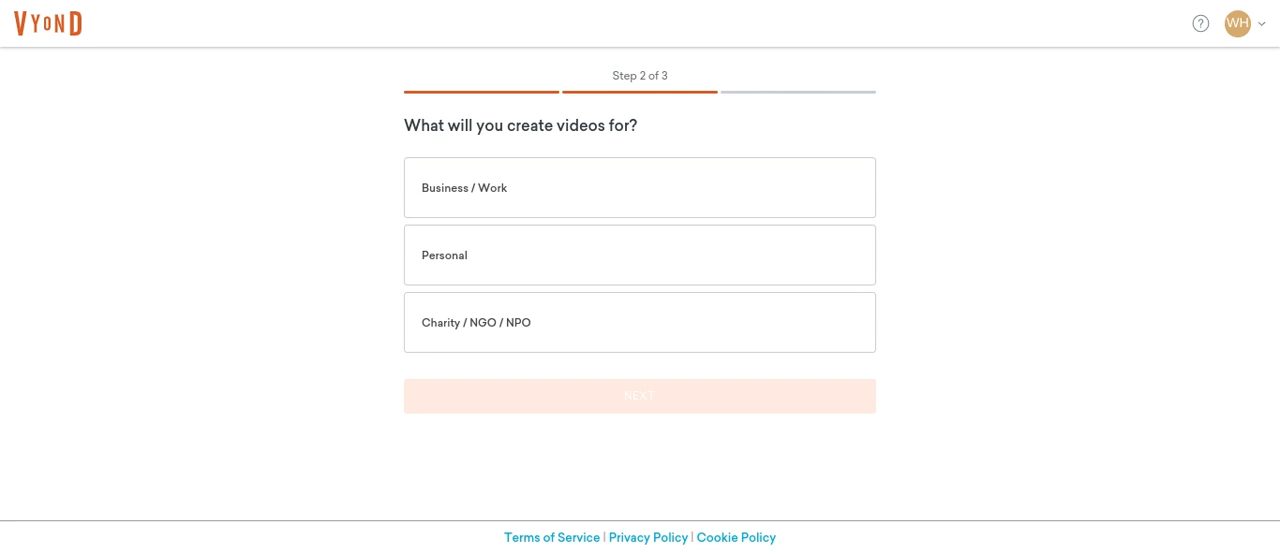 VYOND
?
WH
Step 2 of 3
What will you create videos for?
Business / Work
Personal
Charity / NGO / NPO
NEXT
Terms of Service | Privacy Policy | Cookie Policy